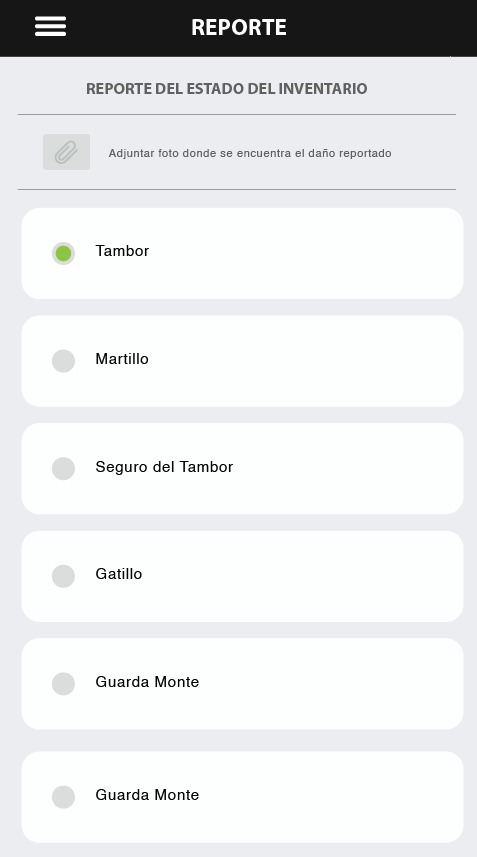 REPORTE
REPORTE DEL ESTADO DEL INVENTARIO
Adjuntar foto donde se encuentra el daño reportado
Tambor
Martillo
Seguro del Tambor
Gatillo
Guarda Monte
Guarda Monte